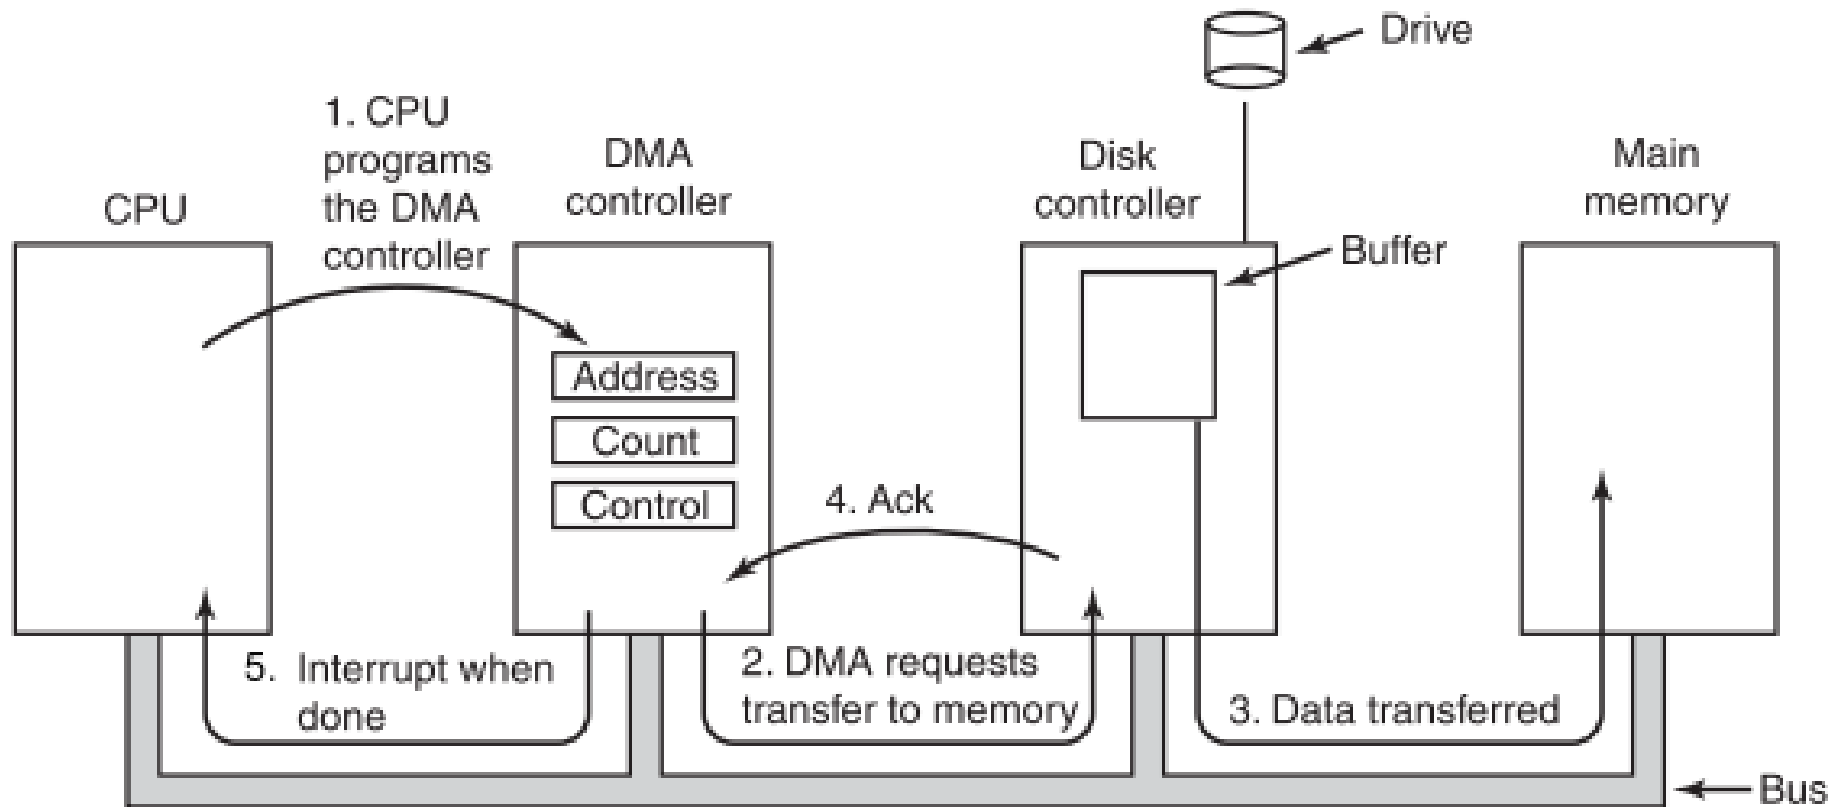 Drive
1. CPU
programs
the DMA
controller
CPU
DMA
controller
Disk
controller
Main
memory
Buffer
Address
Count
Control
4. Ack
5. Interrupt when
done
2. DMA requests
transfer to memory
3. Data transferred
Bus